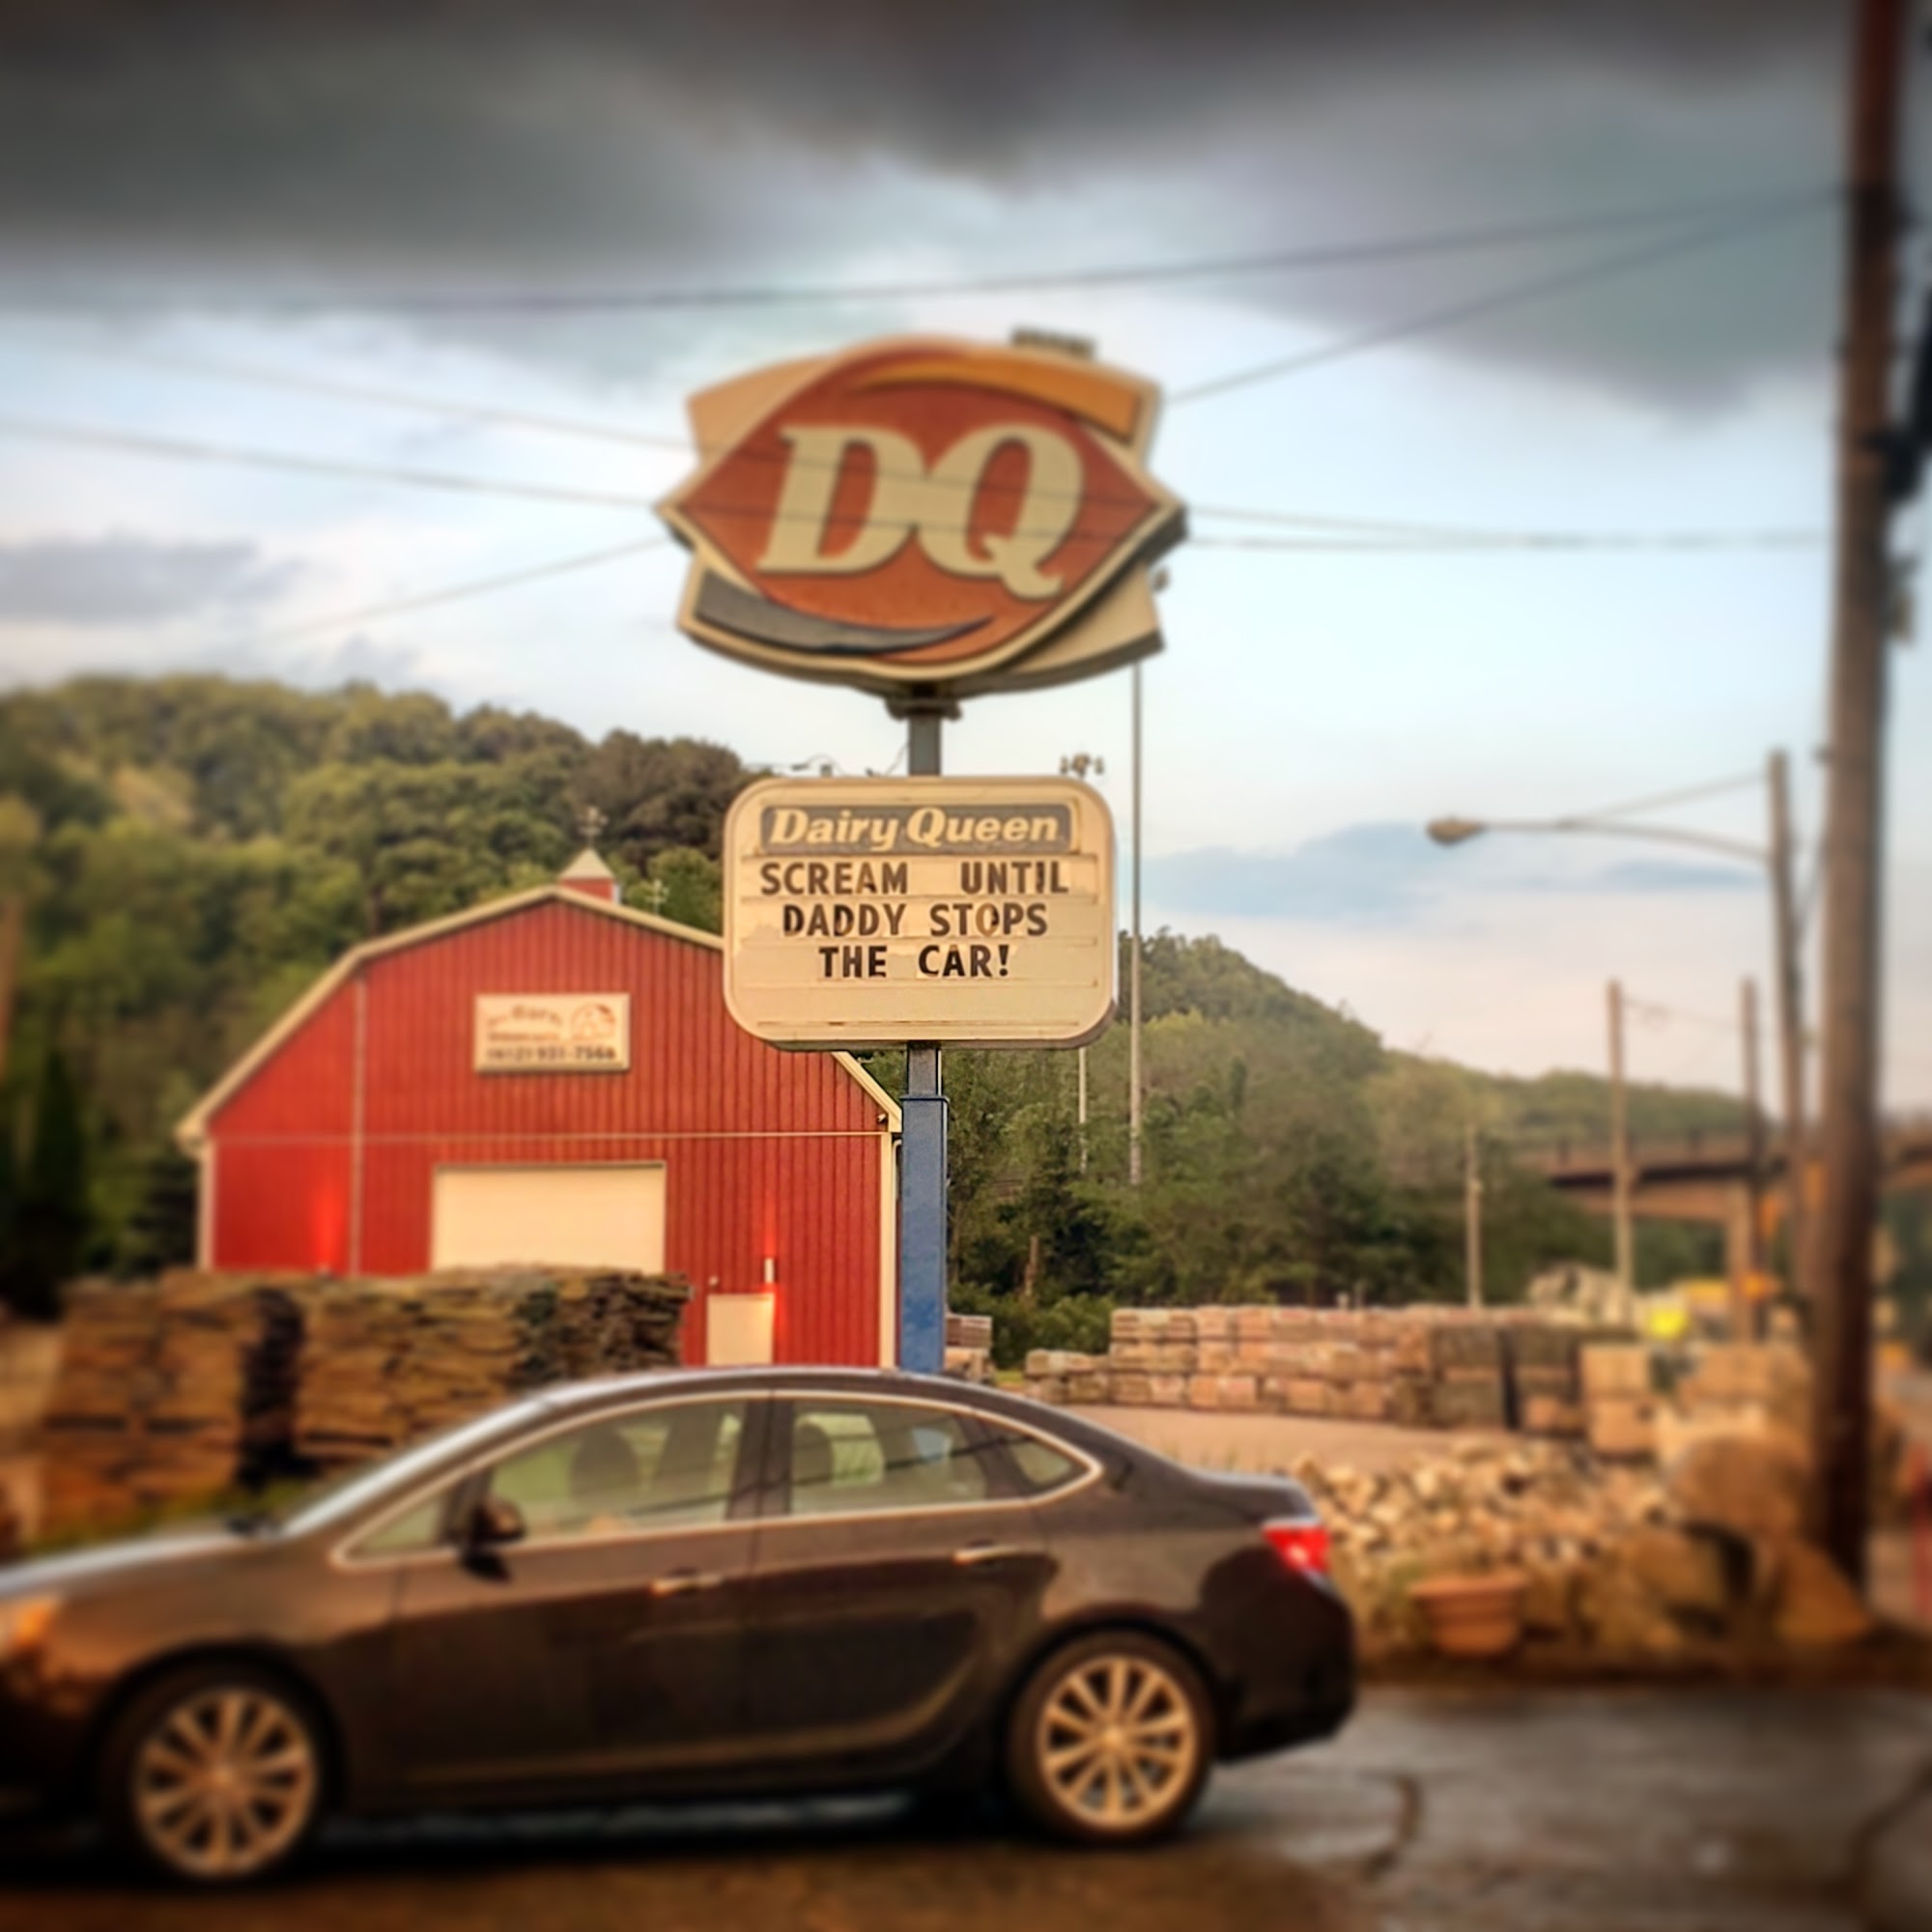 DQ
Dairy Queen
SCREAM UNTIL
DADDY STOPS
THE CAR!